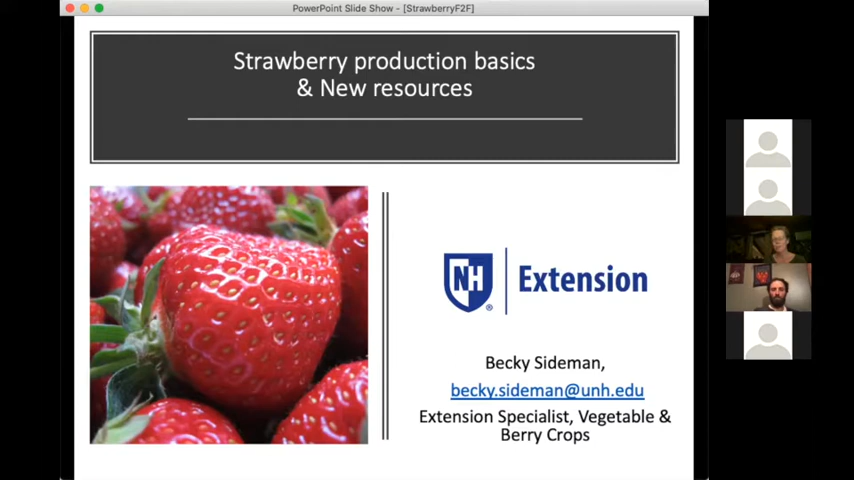 PowerPoint Slide Show - [StrawberryF2F]
Strawberry production basics
& New resources
NH
® Extension
Becky Sideman,
becky.sideman@unh.edu
Extension Specialist, Vegetable &
Berry Crops